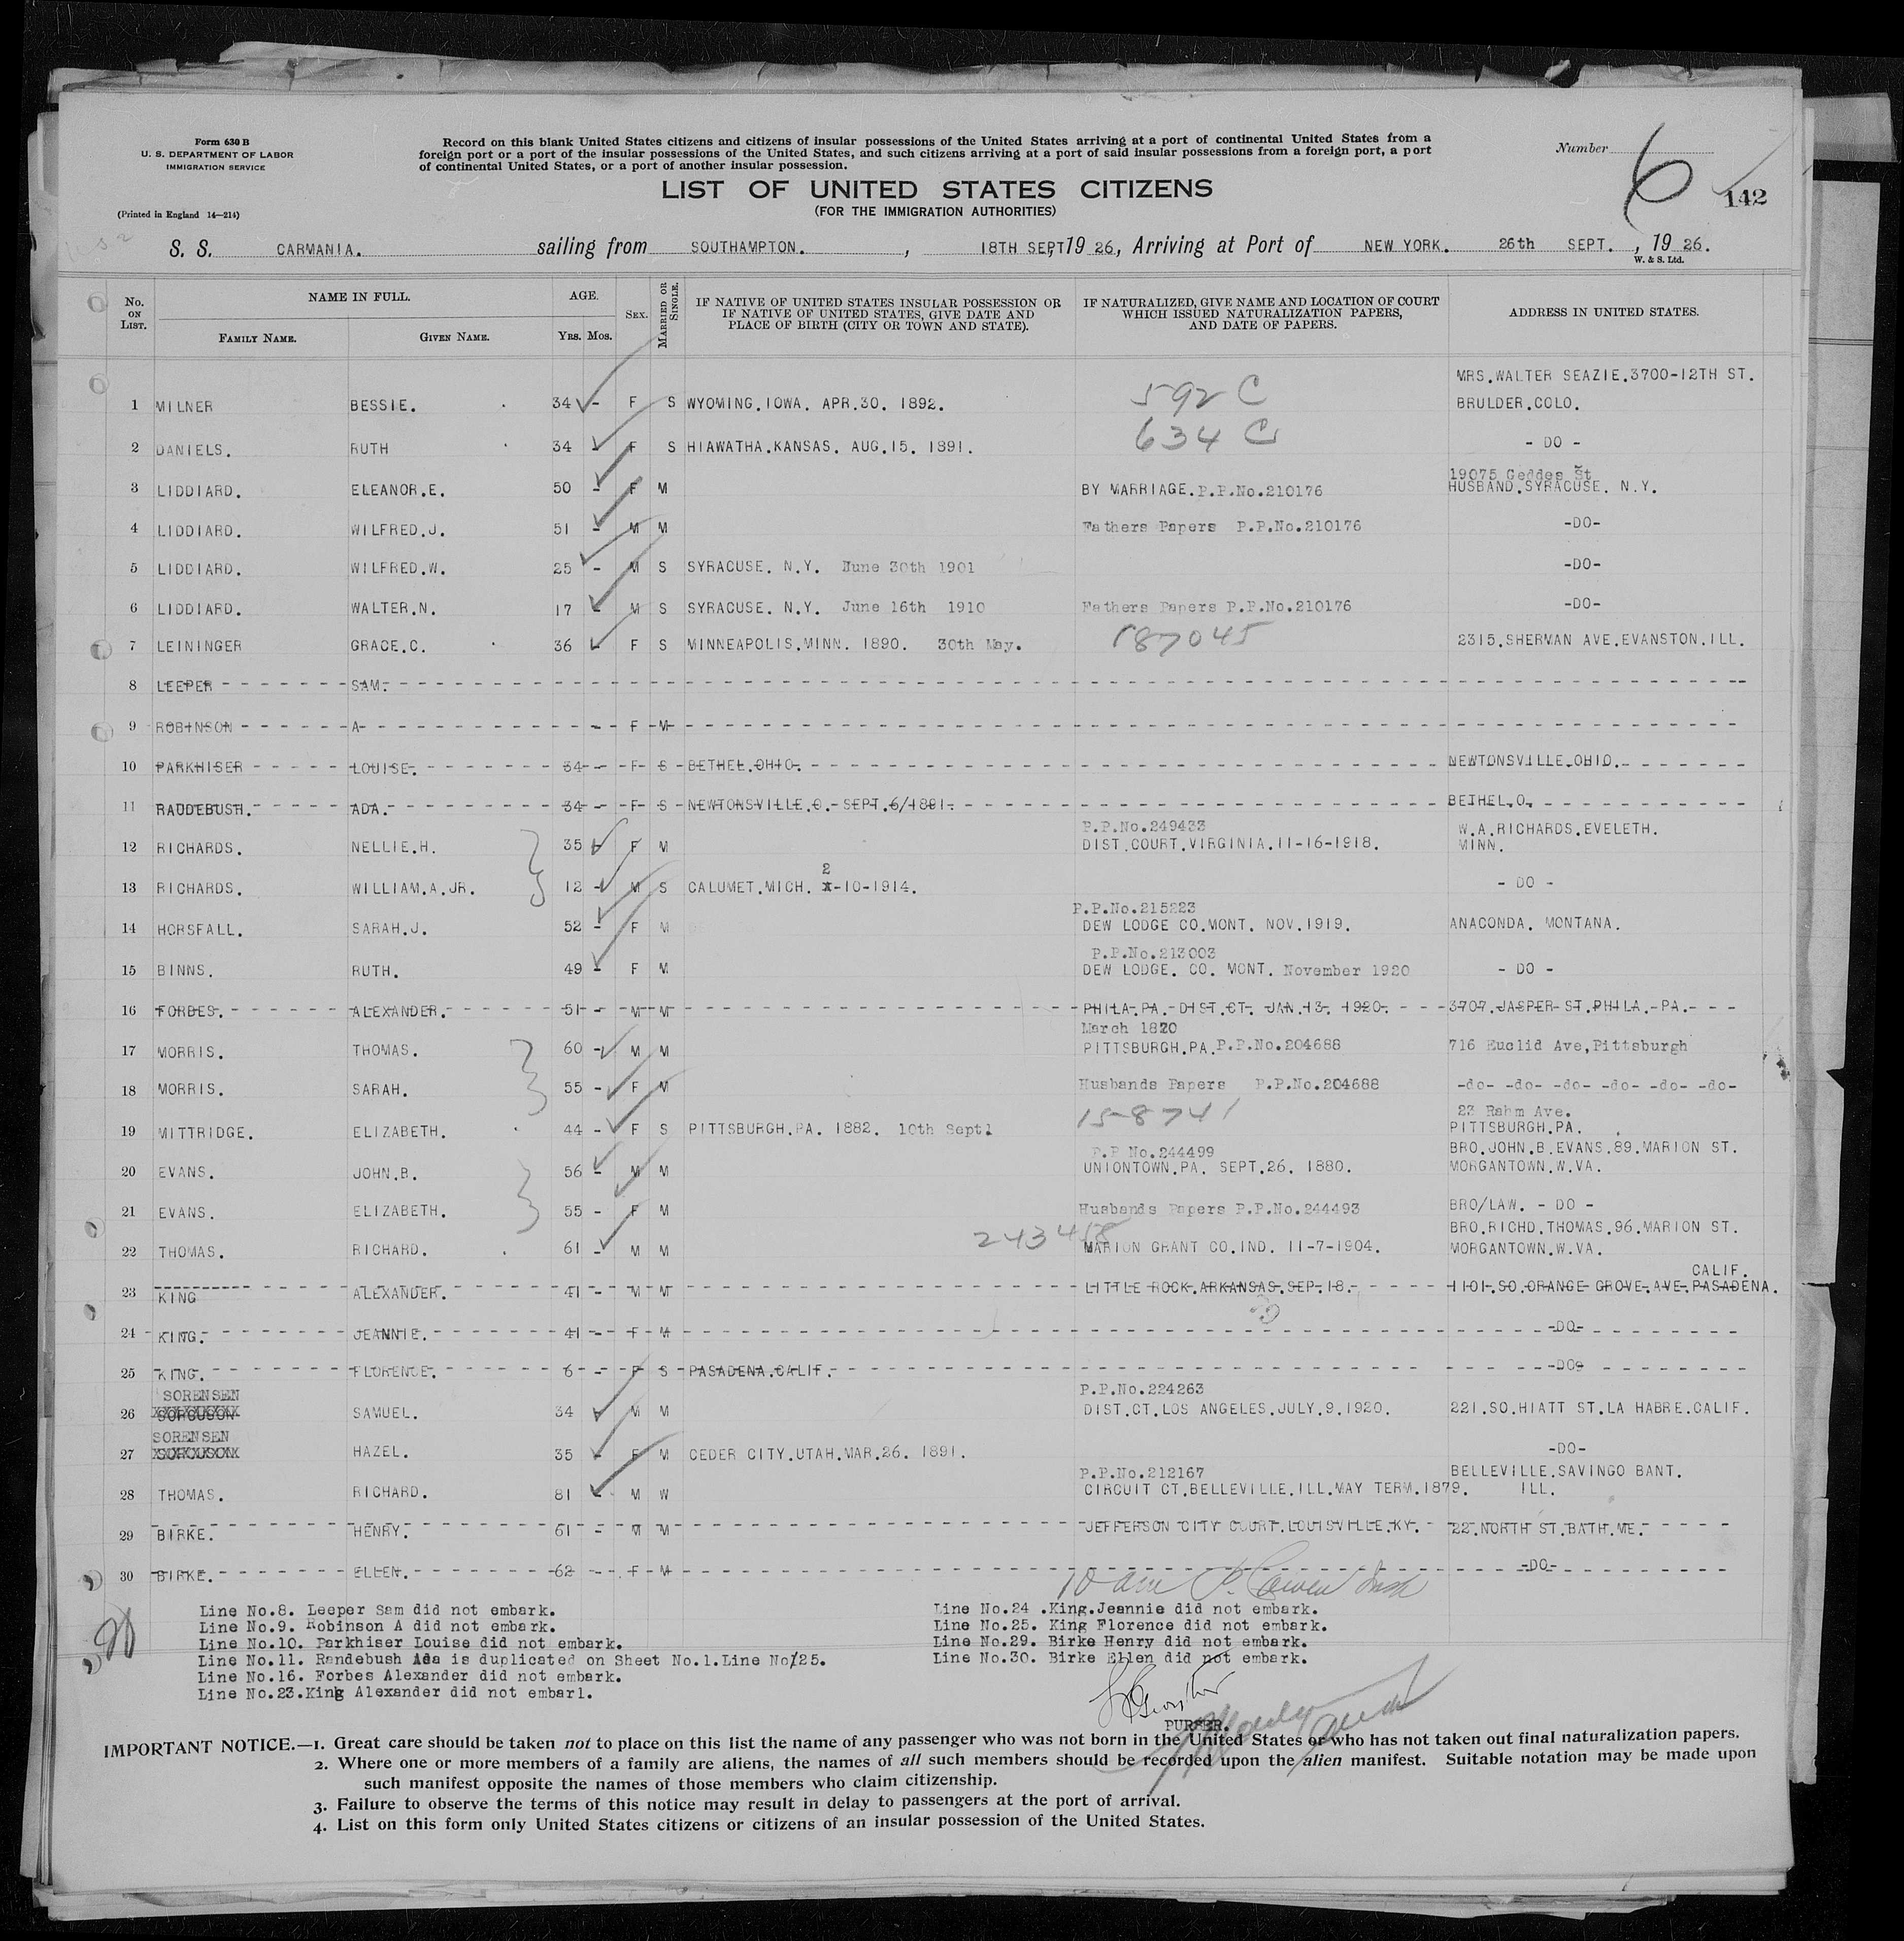 Form 630 B
U. S. DEPARTMENT OF LABOR
IMMIGRATION SERVICE
(Printed in England 14—214)
Record on this blank United States citizens and citizens of insular possessions of the United States arriving at a port of continental United States from a
foreign port or a port of the insular possessions of the United States, and such citizens arriving at a port of said insular possessions from a foreign port, a port
of continental United States, or a port of another insular possession.
Number 6
142
LIST OF UNITED STATES CITIZENS
(FOR THE IMMIGRATION AUTHORITIES)
S. S. CARMANIA. sailing from SOUTHAMPTON. , 18TH SEPT, 19 26, Arriving at Port of NEW YORK. 26th SEPT. , 19 26.
W. & S. Ltd.
No. ON LIST. NAME IN FULL. FAMILY NAME. GIVEN NAME. AGE. YRS. MOS. SEX. MARRIED OR SINGLE. IF NATIVE OF UNITED STATES INSULAR POSSESSION OR IF NATIVE OF UNITED STATES, GIVE DATE AND PLACE OF BIRTH (CITY OR TOWN AND STATE). IF NATURALIZED, GIVE NAME AND LOCATION OF COURT WHICH ISSUED NATURALIZATION PAPERS, AND DATE OF PAPERS. ADDRESS IN UNITED STATES.
MRS.WALTER SEAZIE.3700-12TH ST.
1 MILNER BESSIE. 34 - F S WYOMING.IOWA. APR.30. 1892. 592 C BRULDER.COLO.
2 DANIELS. RUTH 34 - F S HIAWATHA.KANSAS. AUG.15. 1891. 634 C - DO -
19075 Geddes St
3 LIDDIARD. ELEANOR.E. 50 - F M BY MARRIAGE.P.P.No.210176 HUSBAND.SYRACUSE. N.Y.
4 LIDDIARD. WILFRED.J. 51 - M M Fathers Papers P.P.No.210176 -DO-
5 LIDDIARD. WILFRED.W. 25 - M S SYRACUSE. N.Y. June 30th 1901 -DO-
6 LIDDIARD. WALTER.N. 17 - M S SYRACUSE. N.Y. June 16th 1910 Fathers Papers P.P.No.210176 -DO-
7 LEININGER GRACE.C. 36 - F S MINNEAPOLIS.MINN. 1890. 30th May. 187045 2315.SHERMAN AVE.EVANSTON.ILL.
8 LEEPER SAM.
9 ROBINSON A - F M
10 PARKHISER LOUISE. 34 - F S BETHEL.OHIO. NEWTONSVILLE.OHIO.
11 RAUDEBUSH. ADA. 34 - F S NEWTONSVILLE.O. SEPT.6/1891. BETHEL.O.
P.P.No.249433 W.A.RICHARDS.EVELETH.
12 RICHARDS. NELLIE.H. 35 - F M DIST.COURT.VIRGINIA.11-16-1918. MINN.
2
13 RICHARDS. WILLIAM.A.JR. 12 - M S CALUMET.MICH. X-10-1914. - DO -
P.P.No.215223
14 HORSFALL. SARAH.J. 52 - F M DEW LODGE CO.MONT. NOV.1919. ANACONDA. MONTANA.
P.P.No.213003
15 BINNS. RUTH. 49 - F M DEW LODGE. CO. MONT. November 1920 - DO -
16 FORBES. ALEXANDER. 51 - M M PHILA.PA. DIST.CT. JAN.13. 1920. 3707.JASPER ST.PHILA. PA.
March 1820
17 MORRIS. THOMAS. 60 - M M PITTSBURGH.PA.P.P.No.204688 716 Euclid Ave,Pittsburgh
18 MORRIS. SARAH. 55 - F M Husbands Papers P.P.No.204688 -do- -do- -do- -do- -do- -do-
158741 23 Rahm Ave.
19 MITTRIDGE. ELIZABETH. 44 - F S PITTSBURGH.PA. 1882. 10th Sept. PITTSBURGH.PA.
P.P No.244499 BRO.JOHN.B.EVANS.89.MARION ST.
20 EVANS. JOHN.B. 56 - M M UNIONTOWN.PA. SEPT.26. 1880. MORGANTOWN.W.VA.
21 EVANS. ELIZABETH. 55 - F M Husbands Papers P.P.No.244493 BRO/LAW. - DO -
BRO.RICHD.THOMAS.96.MARION ST.
22 THOMAS. RICHARD. 61 - M M MARION GRANT CO.IND. 11-7-1904. MORGANTOWN.W.VA.
CALIF.
23 KING ALEXANDER. 41 - M M LITTLE ROCK.ARKANSAS.SEP.18. 1101.SO.ORANGE GROVE.AVE.PASADENA.
24 KING. JEANNIE. 41 - F M -DO-
25 KING. FLORENCE. 6 - F S PASADENA.CALIF. -DO-
SORENSEN P.P.No.224263
26 SAMUEL. 34 - M M DIST.CT.LOS ANGELES.JULY.9.1920. 221.SO.HIATT ST.LA HABRE.CALIF.
SORENSEN
27 HAZEL. 35 - F M CEDER CITY.UTAH.MAR.26. 1891. -DO-
P.P.No.212167 BELLEVILLE.SAVINGO BANT.
28 THOMAS. RICHARD. 81 - M W CIRCUIT CT.BELLEVILLE.ILL.MAY TERM.1879. ILL.
29 BIRKE. HENRY. 61 - M M JEFFERSON CITY COURT.LOUISVILLE.KY. 22.NORTH ST.BATH.ME.
30 BIRKE. ELLEN. 62 - F M -DO-
10 am
Line No.8. Leeper Sam did not embark.
Line No.9. Robinson A did not embark.
Line No.10. Parkhiser Louise did not embark.
Line No.11. Randebush Ada is duplicated on Sheet No.1.Line No/25.
Line No.16. Forbes Alexander did not embark.
Line No.23.King Alexander did not embarl.
Line No.24 .King.Jeannie did not embark.
Line No.25. King Florence did not embark.
Line No.29. Birke Henry did not embark.
Line No.30. Birke Ellen did not embark.
PURSER.
IMPORTANT NOTICE.—1. Great care should be taken not to place on this list the name of any passenger who was not born in the United States or who has not taken out final naturalization papers.
2. Where one or more members of a family are aliens, the names of all such members should be recorded upon the alien manifest. Suitable notation may be made upon
such manifest opposite the names of those members who claim citizenship.
3. Failure to observe the terms of this notice may result in delay to passengers at the port of arrival.
4. List on this form only United States citizens or citizens of an insular possession of the United States.